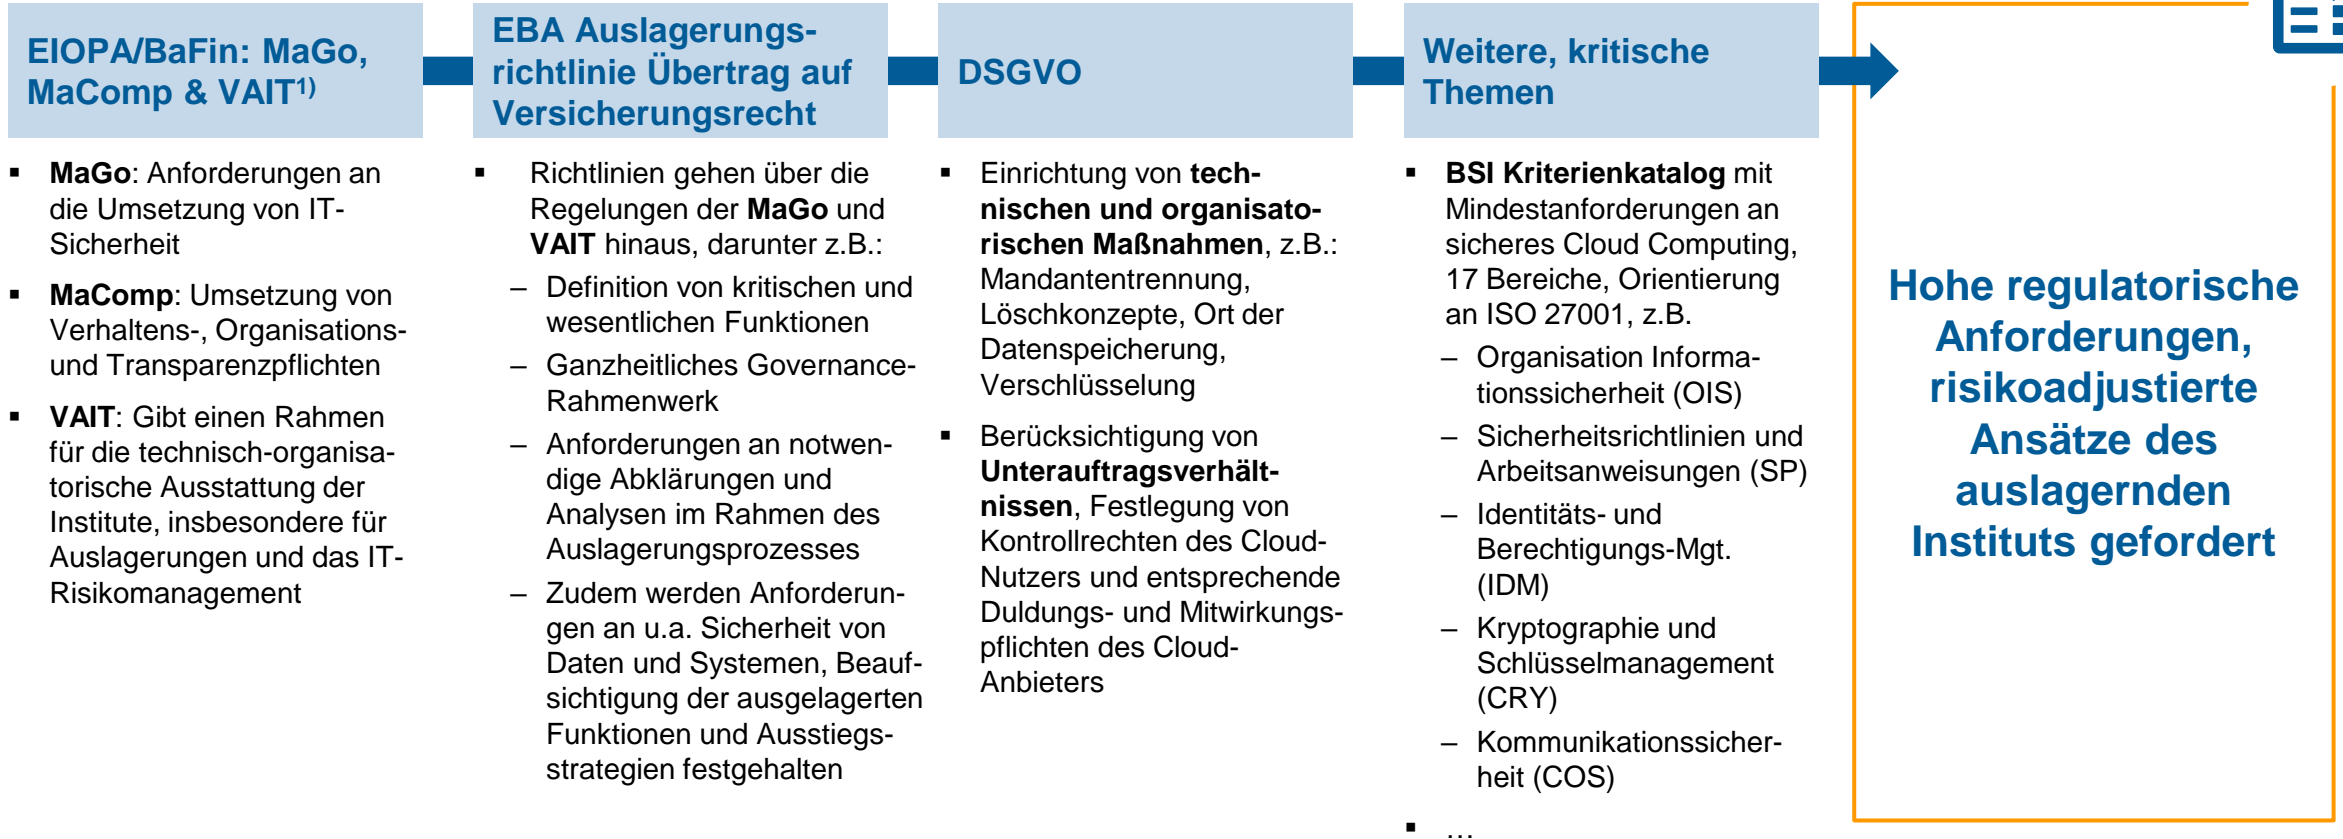 EIOPA/BaFin: MaGo,
MaComp & VAIT1)
▪ MaGo: Anforderungen an
die Umsetzung von IT-
Sicherheit
▪ MaComp: Umsetzung von
Verhaltens-, Organisations-
und Transparenzpflichten
▪ VAIT: Gibt einen Rahmen
für die technisch-organisa-
torische Ausstattung der
Institute, insbesondere für
Auslagerungen und das IT-
Risikomanagement
EBA Auslagerungs-
richtlinie Übertrag auf
Versicherungsrecht
▪ Richtlinien gehen über die
Regelungen der MaGo und
VAIT hinaus, darunter z.B.:
– Definition von kritischen und
wesentlichen Funktionen
– Ganzheitliches Governance-
Rahmenwerk
– Anforderungen an notwen-
dige Abklärungen und
Analysen im Rahmen des
Auslagerungsprozesses
– Zudem werden Anforderun-
gen an u.a. Sicherheit von
Daten und Systemen, Beauf-
sichtigung der ausgelagerten
Funktionen und Ausstiegs-
strategien festgehalten
DSGVO
▪ Einrichtung von tech-
nischen und organisato-
rischen Maßnahmen, z.B.:
Mandantentrennung,
Löschkonzepte, Ort der
Datenspeicherung,
Verschlüsselung
▪ Berücksichtigung von
Unterauftragsverhält-
nissen, Festlegung von
Kontrollrechten des Cloud-
Nutzers und entsprechende
Duldungs- und Mitwirkungs-
pflichten des Cloud-
Anbieters
Weitere, kritische
Themen
▪ BSI Kriterienkatalog mit
Mindestanforderungen an
sicheres Cloud Computing,
17 Bereiche, Orientierung
an ISO 27001, z.B.
– Organisation Informa-
tionssicherheit (OIS)
– Sicherheitsrichtlinien und
Arbeitsanweisungen (SP)
– Identitäts- und
Berechtigungs-Mgt.
(IDM)
– Kryptographie und
Schlüsselmanagement
(CRY)
– Kommunikationssicher-
heit (COS)
▪ …
Hohe regulatorische
Anforderungen,
risikoadjustierte
Ansätze des
auslagernden
Instituts gefordert